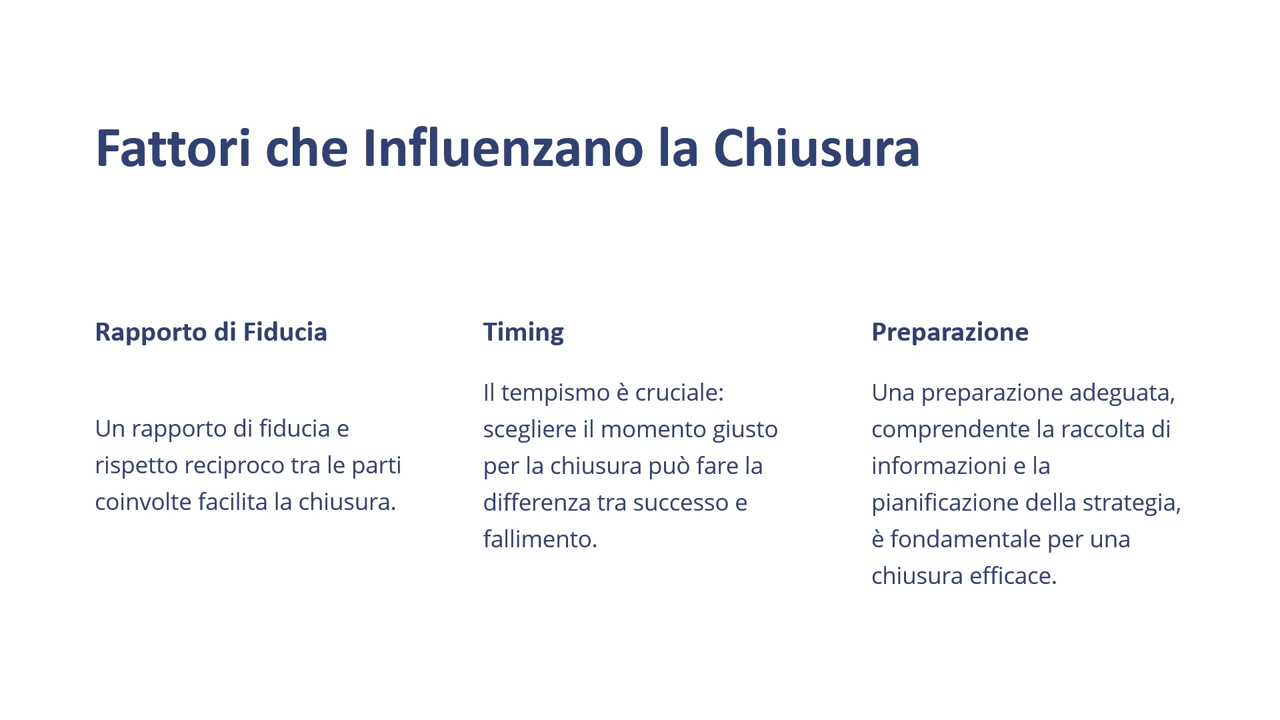 Fattori che Influenzano la Chiusura
Rapporto di Fiducia
Un rapporto di fiducia e
rispetto reciproco tra le parti
coinvolte facilita la chiusura.
Timing
Il tempismo è cruciale:
scegliere il momento giusto
per la chiusura può fare la
differenza tra successo e
fallimento.
Preparazione
Una preparazione adeguata,
comprendente la raccolta di
informazioni e la
pianificazione della strategia,
è fondamentale per una
chiusura efficace.